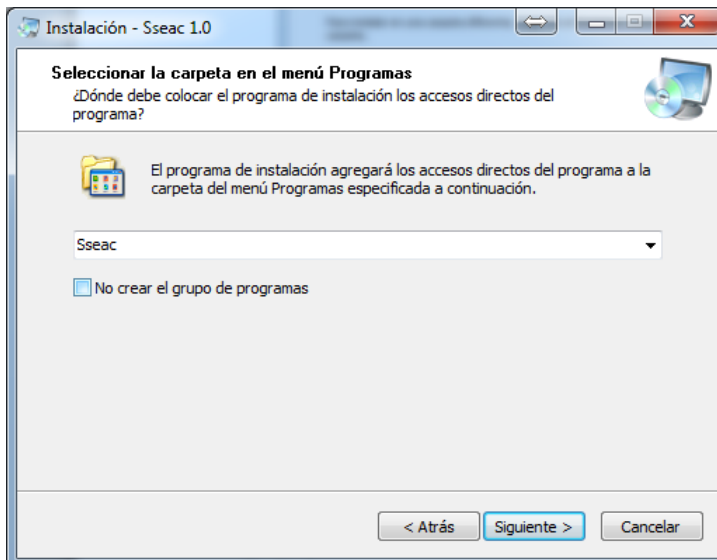 Instalación - Sseac 1.0
Seleccionar la carpeta en el menú Programas
¿Dónde debe colocar el programa de instalación los accesos directos del
programa?
El programa de instalación agregará los accesos directos del programa a la
carpeta del menú Programas especificada a continuación.
Sseac
No crear el grupo de programas
< Atrás
Siguiente >
Cancelar